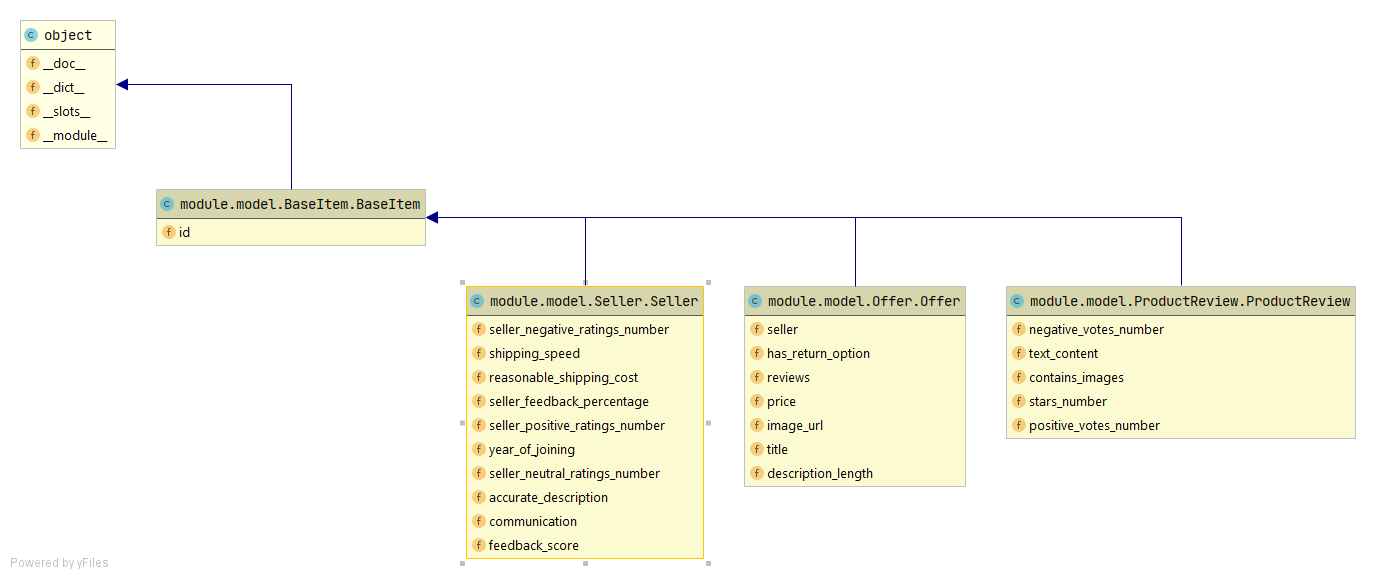 object
__doc__
__dict__
__slots__
__module__
module.model.BaseItem.BaseItem
id
module.model.Seller.Seller
seller_negative_ratings_number
shipping_speed
reasonable_shipping_cost
seller_feedback_percentage
seller_positive_ratings_number
year_of_joining
seller_neutral_ratings_number
accurate_description
communication
feedback_score
module.model.Offer.Offer
seller
has_return_option
reviews
price
image_url
title
description_length
module.model.ProductReview.ProductReview
negative_votes_number
text_content
contains_images
stars_number
positive_votes_number
Powered by yFiles